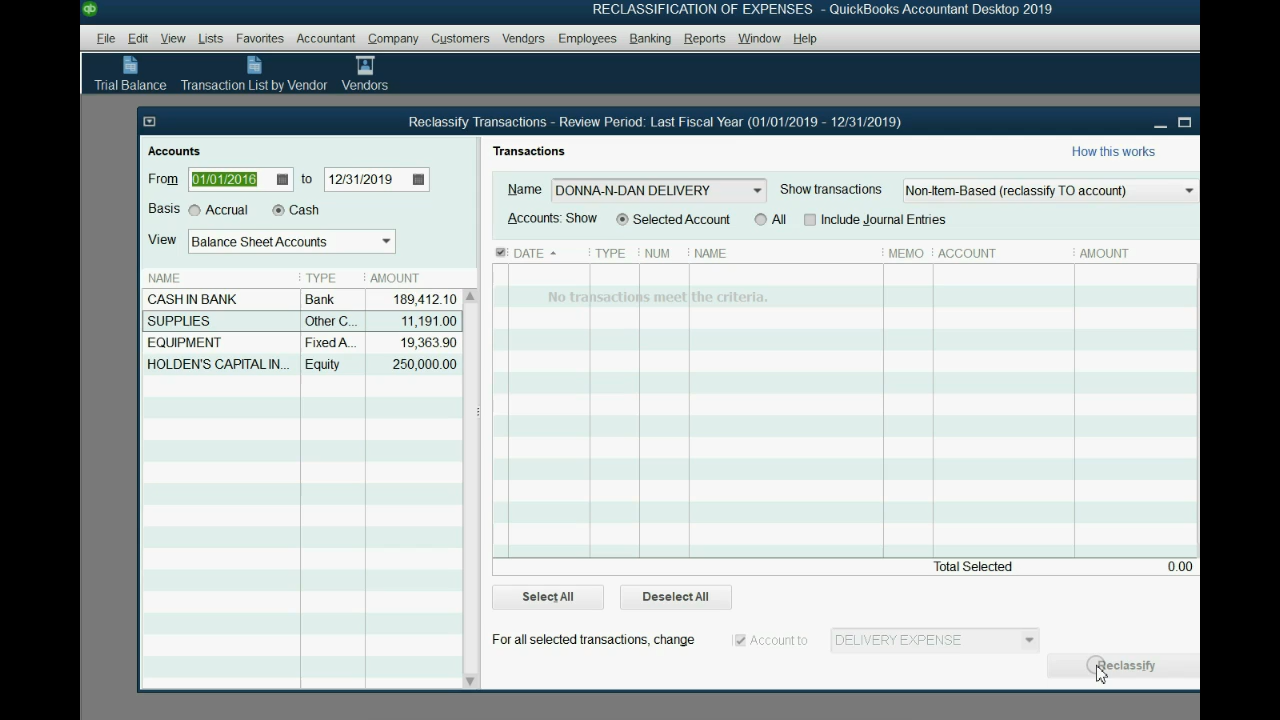 RECLASSIFICATION OF EXPENSES - QuickBooks Accountant Desktop 2019
File Edit View Lists Favorites Accountant Company Customers Vendors Employees Banking Reports Window Help
Trial Balance Transaction List by Vendor Vendors
Reclassify Transactions - Review Period: Last Fiscal Year (01/01/2019 - 12/31/2019)
Accounts
From 01/01/2016 to 12/31/2019
Basis Accrual Cash
View Balance Sheet Accounts
NAME TYPE AMOUNT
CASH IN BANK Bank 189,412.10
SUPPLIES Other C... 11,191.00
EQUIPMENT Fixed A... 19,363.90
HOLDEN'S CAPITAL IN... Equity 250,000.00
Transactions How this works
Name DONNA-N-DAN DELIVERY Show transactions Non-Item-Based (reclassify TO account)
Accounts: Show Selected Account All Include Journal Entries
DATE TYPE NUM NAME MEMO ACCOUNT AMOUNT
No transactions meet the criteria.
Total Selected 0.00
Select All Deselect All
For all selected transactions, change Account to DELIVERY EXPENSE
Reclassify